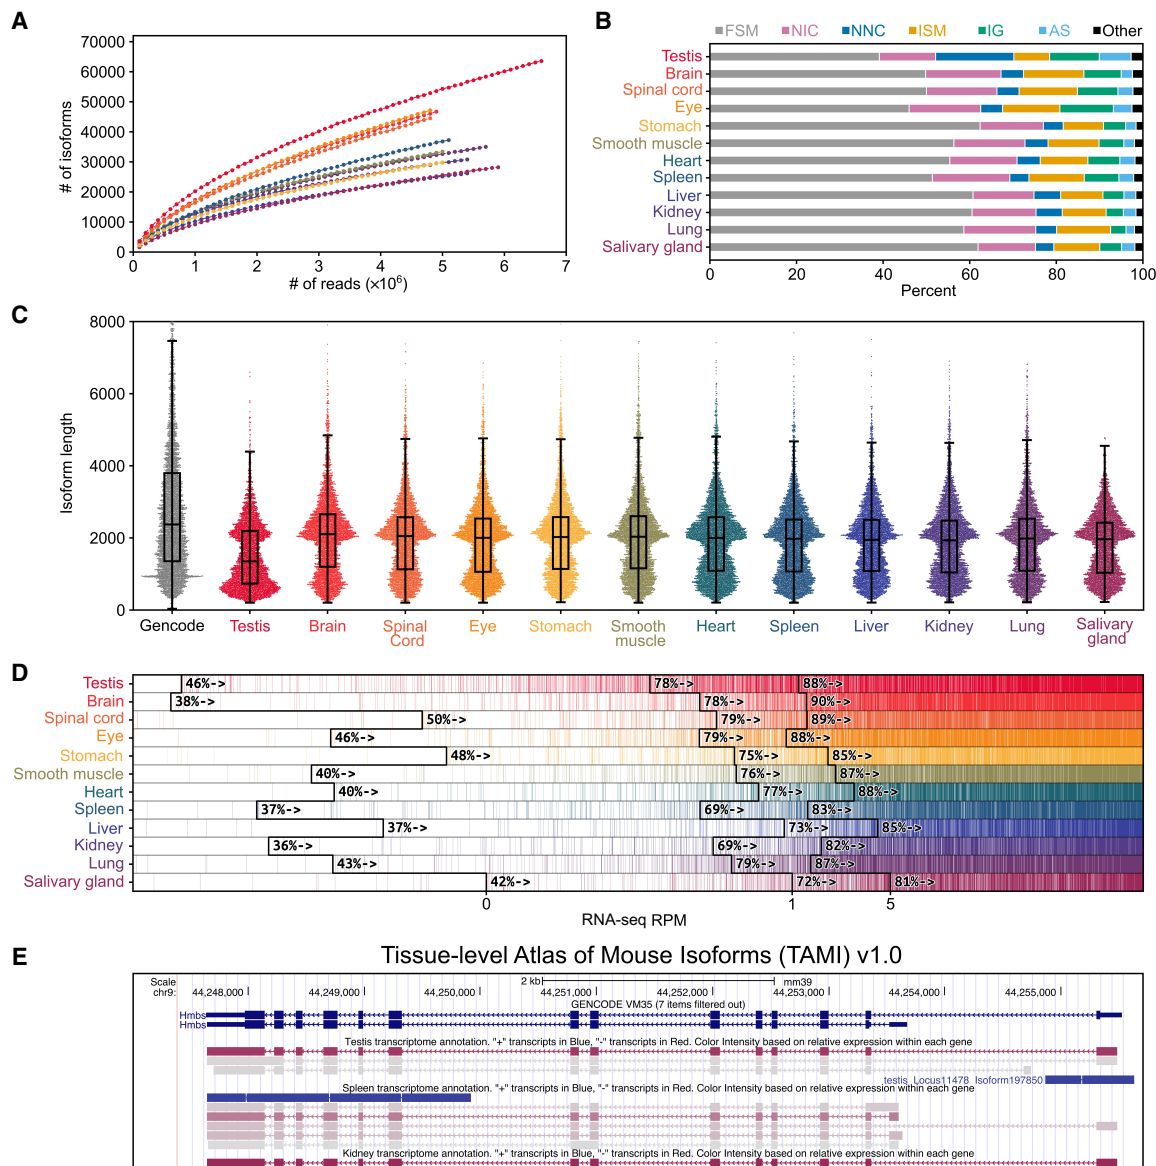 A
70000
60000
50000
40000
30000
20000
10000
0
# of isoforms
0 1 2 3 4 5 6 7
# of reads (×10⁶)
B
FSM NIC NNC ISM IG AS Other
Testis
Brain
Spinal cord
Eye
Stomach
Smooth muscle
Heart
Spleen
Liver
Kidney
Lung
Salivary gland
0 20 40 60 80 100
Percent
C
8000
6000
4000
2000
0
Isoform length
Gencode Testis Brain Spinal Cord Eye Stomach Smooth muscle Heart Spleen Liver Kidney Lung Salivary gland
D
Testis 46%-> 78%-> 88%->
Brain 38%-> 78%-> 90%->
Spinal cord 50%-> 79%-> 89%->
Eye 46%-> 79%-> 88%->
Stomach 48%-> 75%-> 85%->
Smooth muscle 40%-> 76%-> 87%->
Heart 40%-> 77%-> 88%->
Spleen 37%-> 69%-> 83%->
Liver 37%-> 73%-> 85%->
Kidney 36%-> 69%-> 82%->
Lung 43%-> 79%-> 87%->
Salivary gland 42%-> 72%-> 81%->
0 1 5
RNA-seq RPM
E
Tissue-level Atlas of Mouse Isoforms (TAMI) v1.0
Scale 2 kb mm39
chr9: 44,248,000 44,249,000 44,250,000 44,251,000 44,252,000 44,253,000 44,254,000 44,255,000
GENCODE VM35 (7 items filtered out)
Hmbs
Hmbs
Testis transcriptome annotation. "+" transcripts in Blue, "-" transcripts in Red. Color Intensity based on relative expression within each gene
testis_Locus11478_Isoform197850
Spleen transcriptome annotation. "+" transcripts in Blue, "-" transcripts in Red. Color Intensity based on relative expression within each gene
Kidney transcriptome annotation. "+" transcripts in Blue, "-" transcripts in Red. Color Intensity based on relative expression within each gene